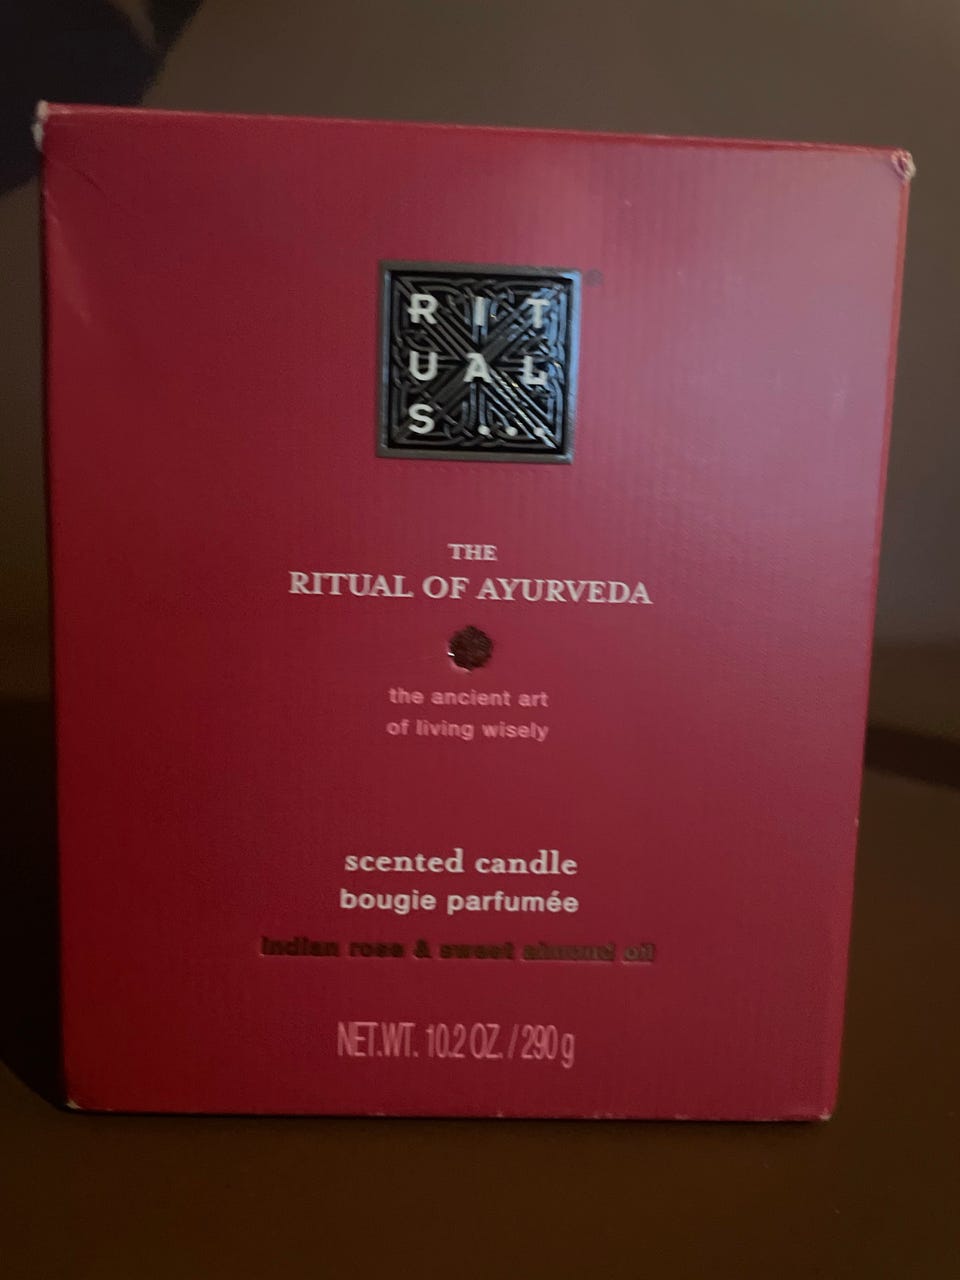 RIT
UAL
S...
®
THE
RITUAL OF AYURVEDA
the ancient art
of living wisely
scented candle
bougie parfumée
Indian rose & sweet almond oil
NET.WT. 10.2 OZ. / 290 g